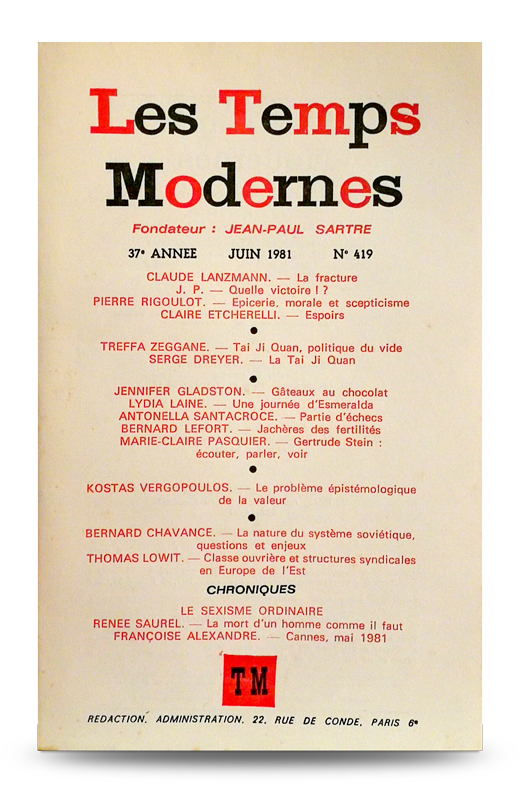 Les Temps
Modernes
Fondateur : JEAN-PAUL SARTRE
37e ANNEE JUIN 1981 No 419
CLAUDE LANZMANN. — La fracture
J. P. — Quelle victoire ! ?
PIERRE RIGOULOT. — Epicerie, morale et scepticisme
CLAIRE ETCHERELLI. — Espoirs
●
TREFFA ZEGGANE. — Tai Ji Quan, politique du vide
SERGE DREYER. — La Tai Ji Quan
●
JENNIFER GLADSTON. — Gâteaux au chocolat
LYDIA LAINE. — Une journée d'Esmeralda
ANTONELLA SANTACROCE. — Partie d'échecs
BERNARD LEFORT. — Jachères des fertilités
MARIE-CLAIRE PASQUIER. — Gertrude Stein :
écouter, parler, voir
●
KOSTAS VERGOPOULOS. — Le problème épistémologique
de la valeur
●
BERNARD CHAVANCE. — La nature du système soviétique,
questions et enjeux
THOMAS LOWIT. — Classe ouvrière et structures syndicales
en Europe de l'Est
CHRONIQUES
LE SEXISME ORDINAIRE
RENEE SAUREL. — La mort d'un homme comme il faut
FRANÇOISE ALEXANDRE. — Cannes, mai 1981
TM
REDACTION, ADMINISTRATION, 22, RUE DE CONDE, PARIS 6e